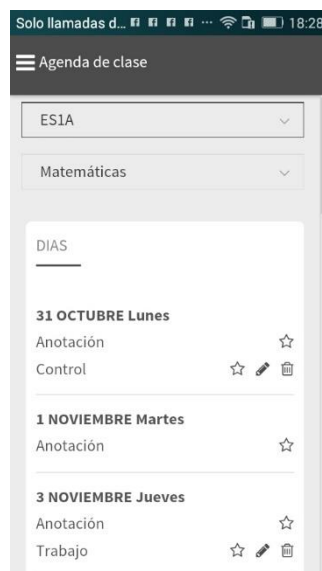 Solo llamadas d... 18:28
Agenda de clase
ES1A
Matemáticas
DIAS
31 OCTUBRE Lunes
Anotación
Control
1 NOVIEMBRE Martes
Anotación
3 NOVIEMBRE Jueves
Anotación
Trabajo